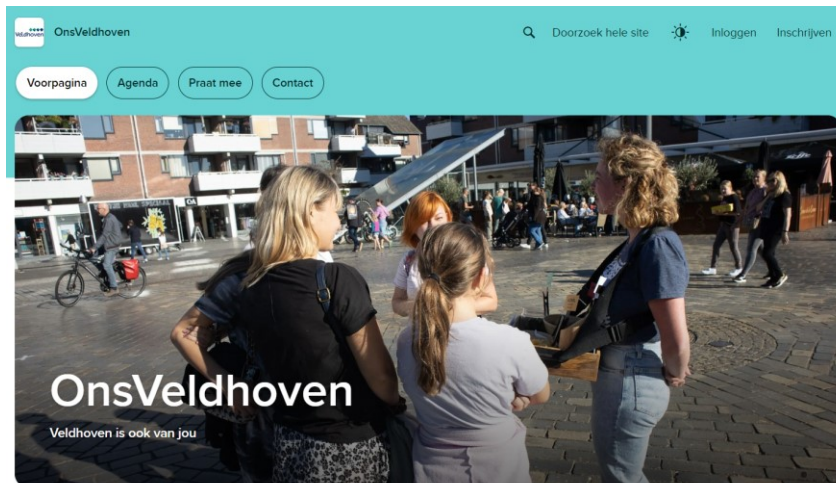 Veldhoven
OnsVeldhoven
Doorzoek hele site
Inloggen
Inschrijven
Voorpagina
Agenda
Praat mee
Contact
OnsVeldhoven
Veldhoven is ook van jou